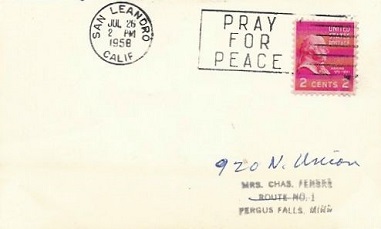 SAN LEANDRO
JUL 26
2 PM
1958
CALIF.
PRAY
FOR
PEACE
UNITED
STATES
POSTAGE
2 CENTS 2
920 N. Union
MRS. CHAS.
ROUTE NO. 1
FERGUS FALLS, MINN